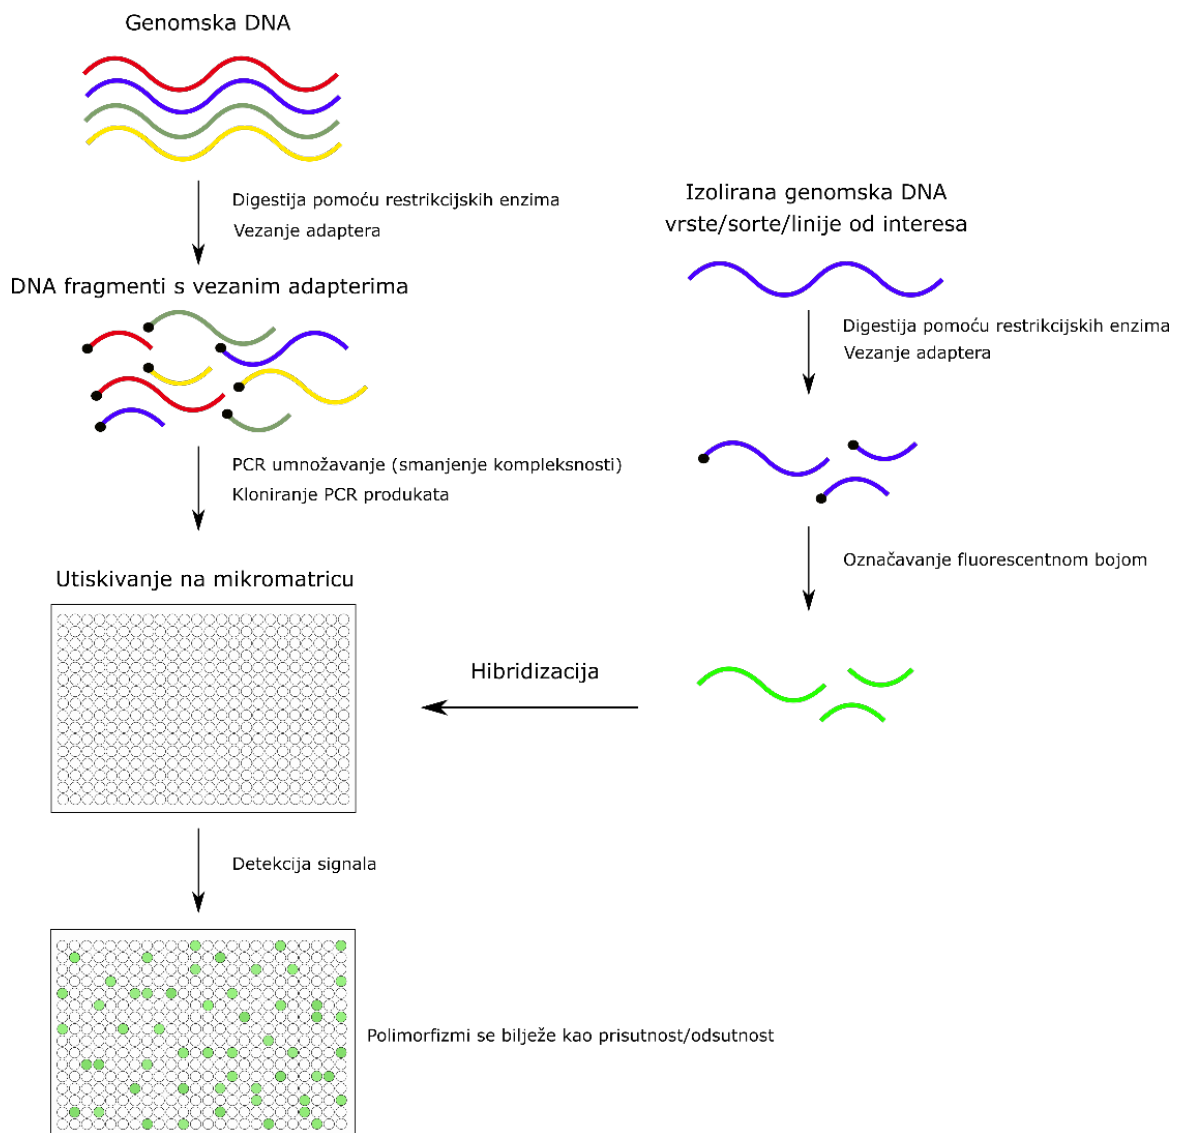 Genomska DNA
Digestija pomoću restrikcijskih enzima
Vezanje adaptera
DNA fragmenti s vezanim adapterima
PCR umnožavanje (smanjenje kompleksnosti)
Kloniranje PCR produkata
Utiskivanje na mikromatricu
Izolirana genomska DNA
vrste/sorte/linije od interesa
Digestija pomoću restrikcijskih enzima
Vezanje adaptera
Označavanje fluorescentnom bojom
Hibridizacija
Detekcija signala
Polimorfizmi se bilježe kao prisutnost/odsutnost